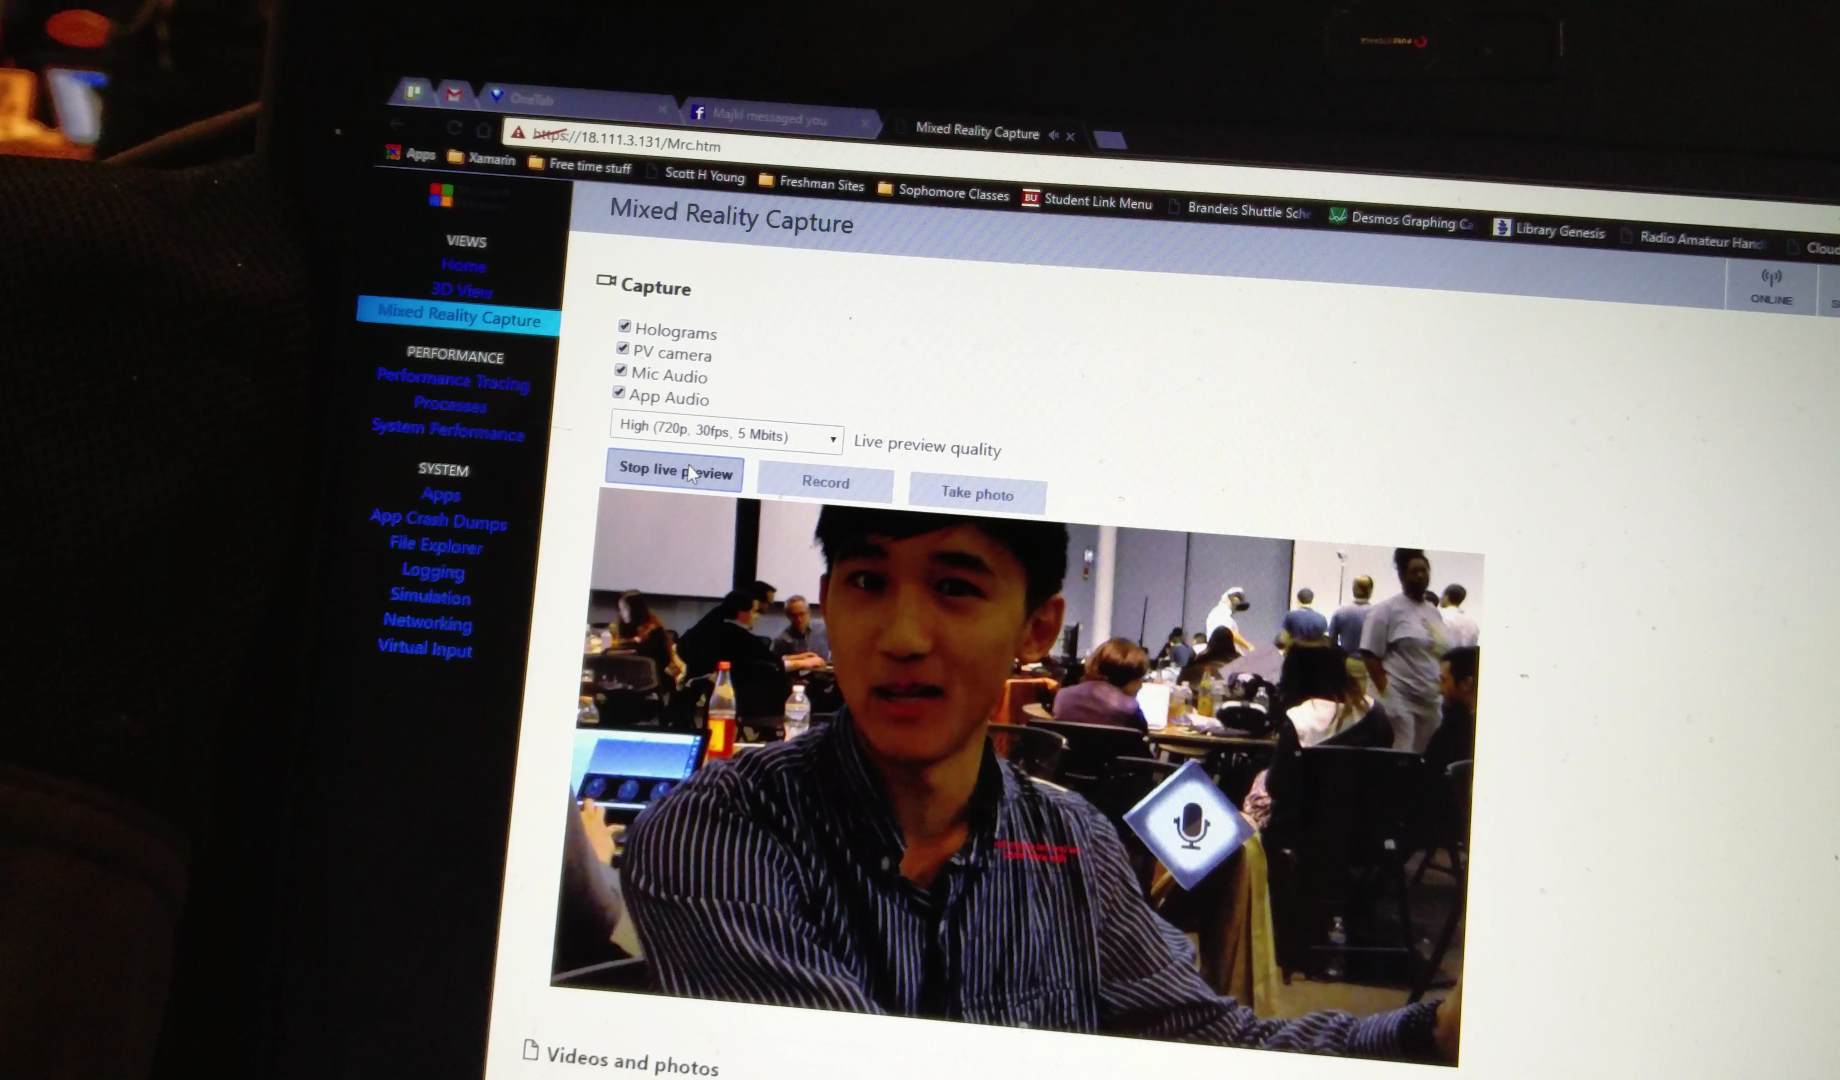 OneTab
Majki messaged you
Mixed Reality Capture
https://18.111.3.131/Mrc.htm
Apps
Xamarin
Free time stuff
Scott H Young
Freshman Sites
Sophomore Classes
BU Student Link Menu
Brandeis Shuttle Sch
Desmos Graphing Ca
Library Genesis
Radio Amateur Hand
Cloud
Mixed Reality Capture
ONLINE
VIEWS
Home
3D View
Mixed Reality Capture
PERFORMANCE
Performance Tracing
Processes
System Performance
SYSTEM
Apps
App Crash Dumps
File Explorer
Logging
Simulation
Networking
Virtual Input
Capture
Holograms
PV camera
Mic Audio
App Audio
High (720p, 30fps, 5 Mbits)
Live preview quality
Stop live preview
Record
Take photo
Videos and photos